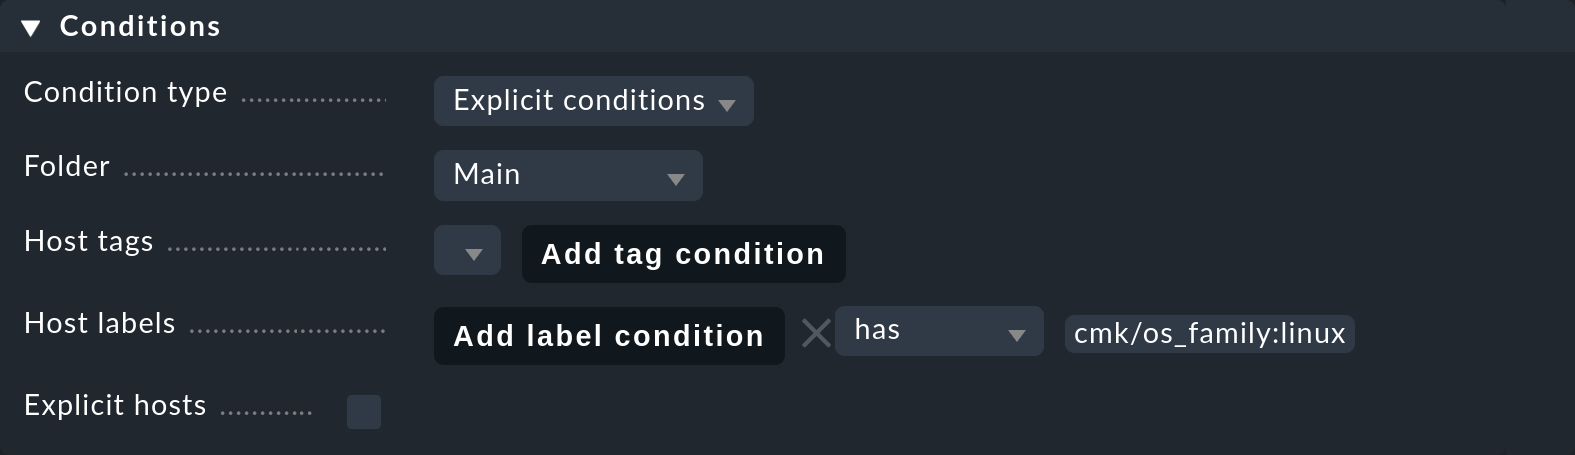 Conditions
Condition type Explicit conditions
Folder Main
Host tags Add tag condition
Host labels Add label condition has cmk/os_family:linux
Explicit hosts